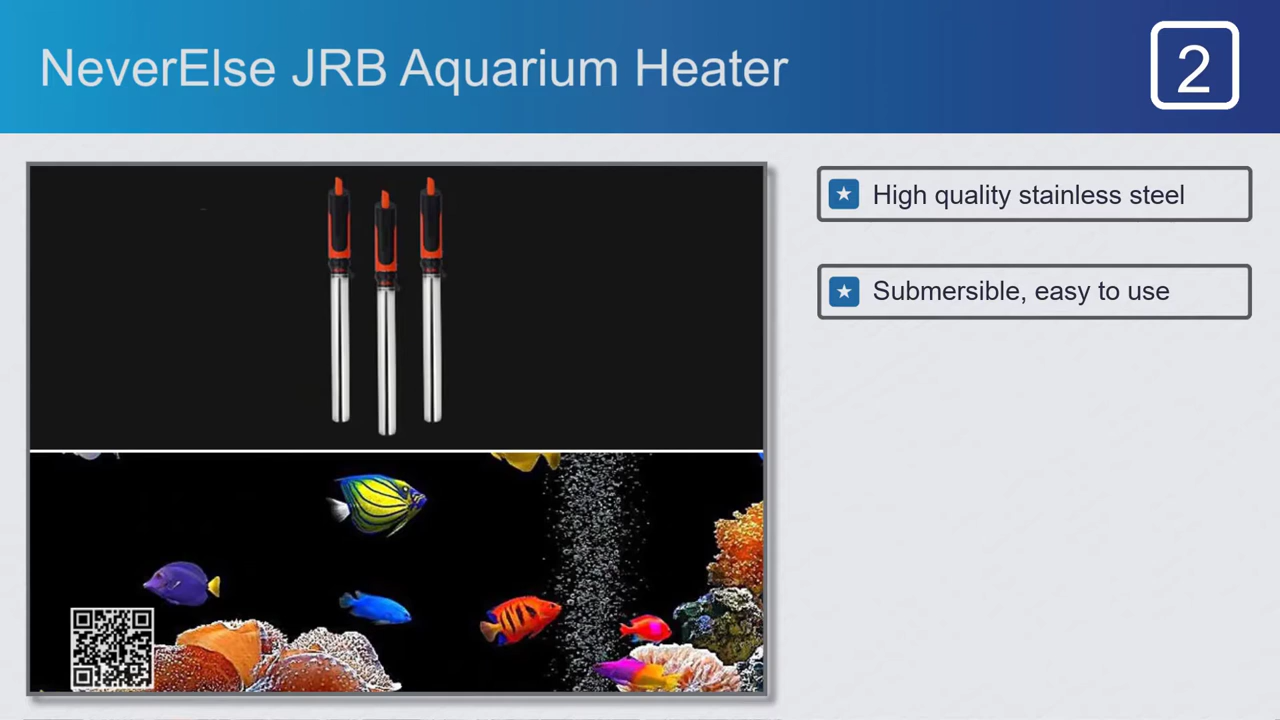 NeverElse JRB Aquarium Heater
2
High quality stainless steel
Submersible, easy to use